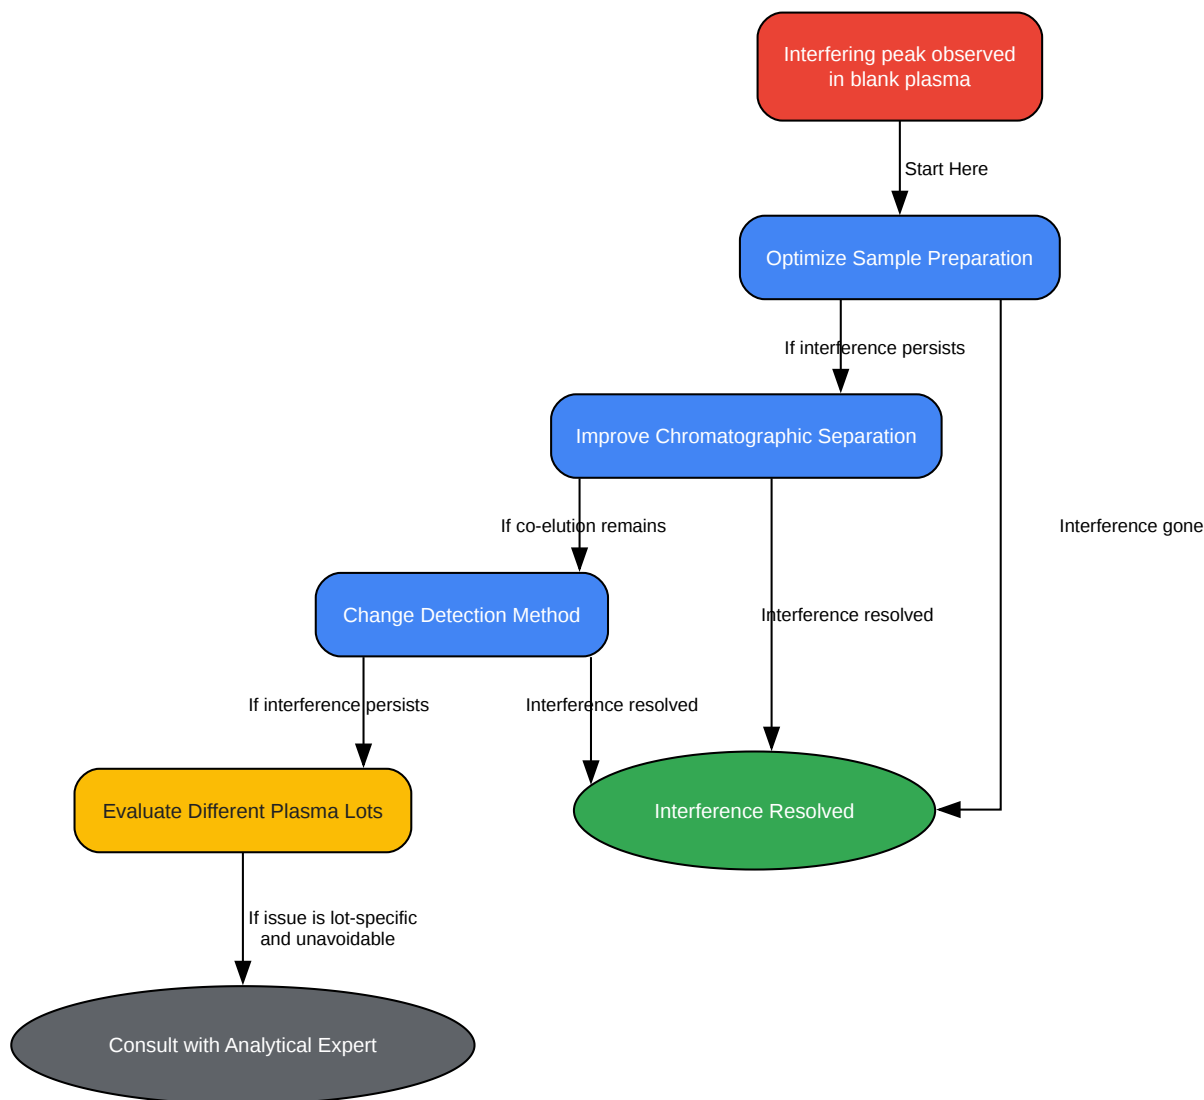 Interfering peak observed
in blank plasma
Start Here
Optimize Sample Preparation
If interference persists
Improve Chromatographic Separation
If co-elution remains
Interference gone
Change Detection Method
Interference resolved
If interference persists
Interference resolved
Evaluate Different Plasma Lots
Interference Resolved
If issue is lot-specific
and unavoidable
Consult with Analytical Expert